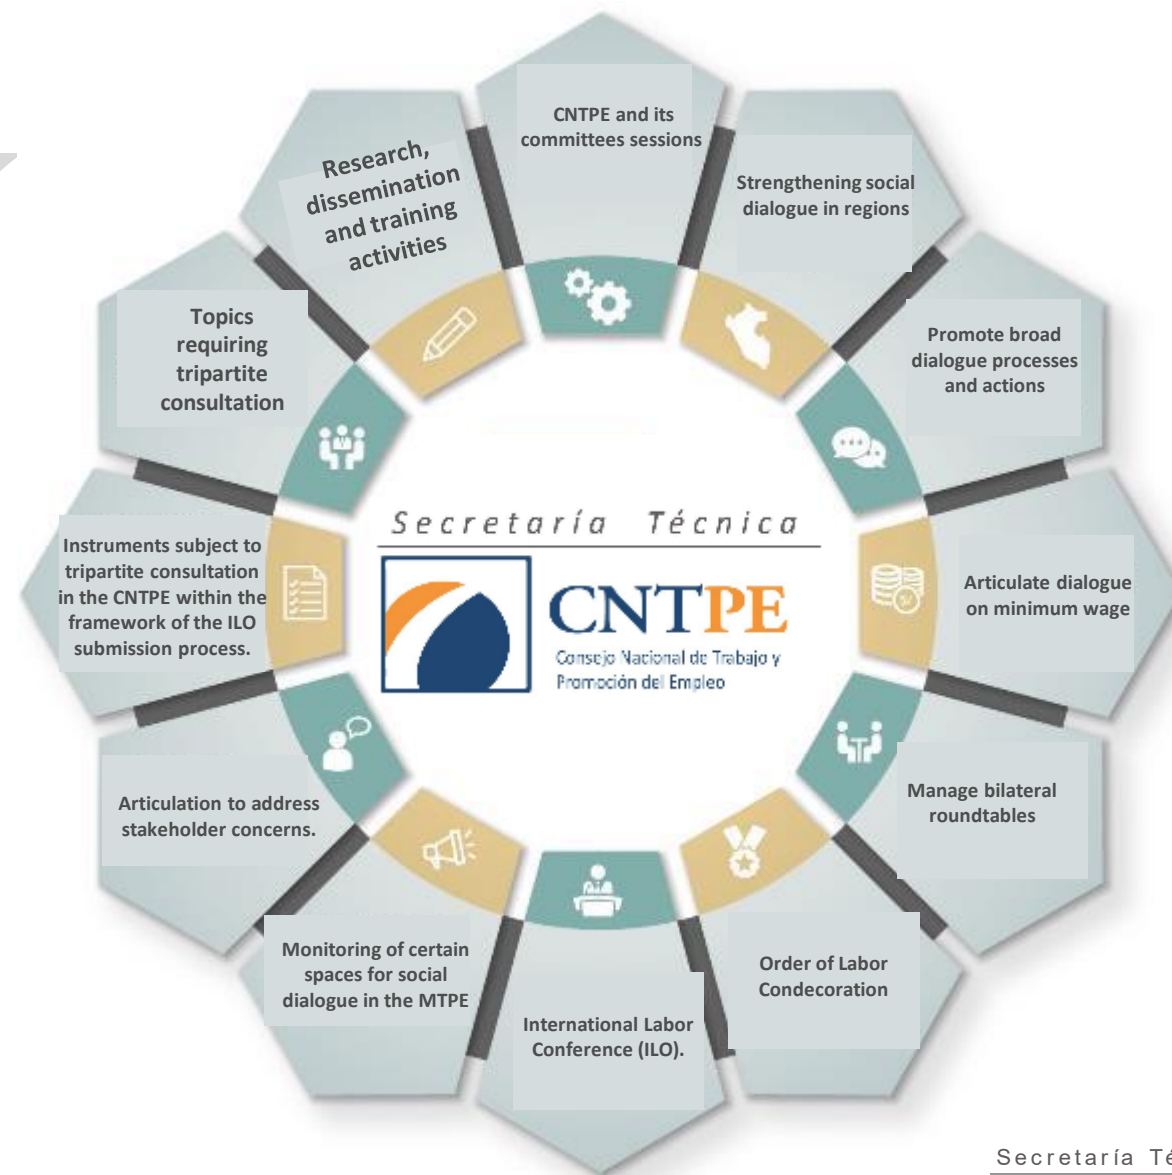 CNTPE and its
committees sessions
Strengthening social
dialogue in regions
Promote broad
dialogue processes
and actions
Articulate dialogue
on minimum wage
Manage bilateral
roundtables
Order of Labor
Condecoration
International Labor
Conference (ILO).
Monitoring of certain
spaces for social
dialogue in the MTPE
Articulation to address
stakeholder concerns.
Instruments subject to
tripartite consultation
in the CNTPE within the
framework of the ILO
submission process.
Topics
requiring
tripartite
consultation
Research,
dissemination
and training
activities
Secretaría Técnica
CNTPE
Consejo Nacional de Trabajo y
Promoción del Empleo
S/
Secretaría Té